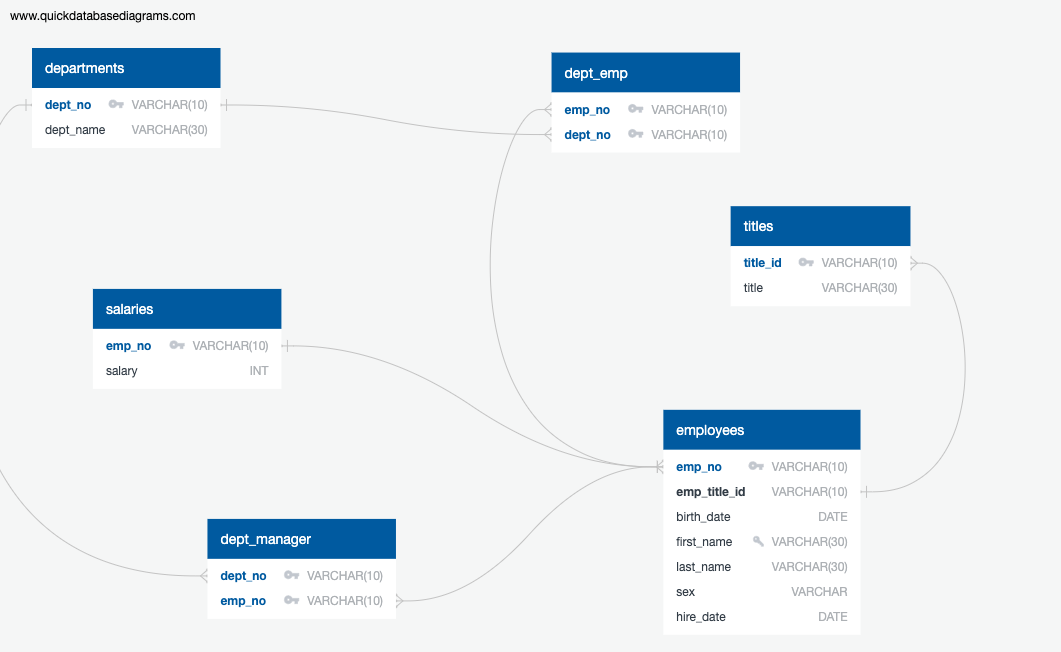 www.quickdatabasediagrams.com
departments
dept_no VARCHAR(10)
dept_name VARCHAR(30)
dept_emp
emp_no VARCHAR(10)
dept_no VARCHAR(10)
titles
title_id VARCHAR(10)
title VARCHAR(30)
salaries
emp_no VARCHAR(10)
salary INT
employees
emp_no VARCHAR(10)
emp_title_id VARCHAR(10)
birth_date DATE
first_name VARCHAR(30)
last_name VARCHAR(30)
sex VARCHAR
hire_date DATE
dept_manager
dept_no VARCHAR(10)
emp_no VARCHAR(10)